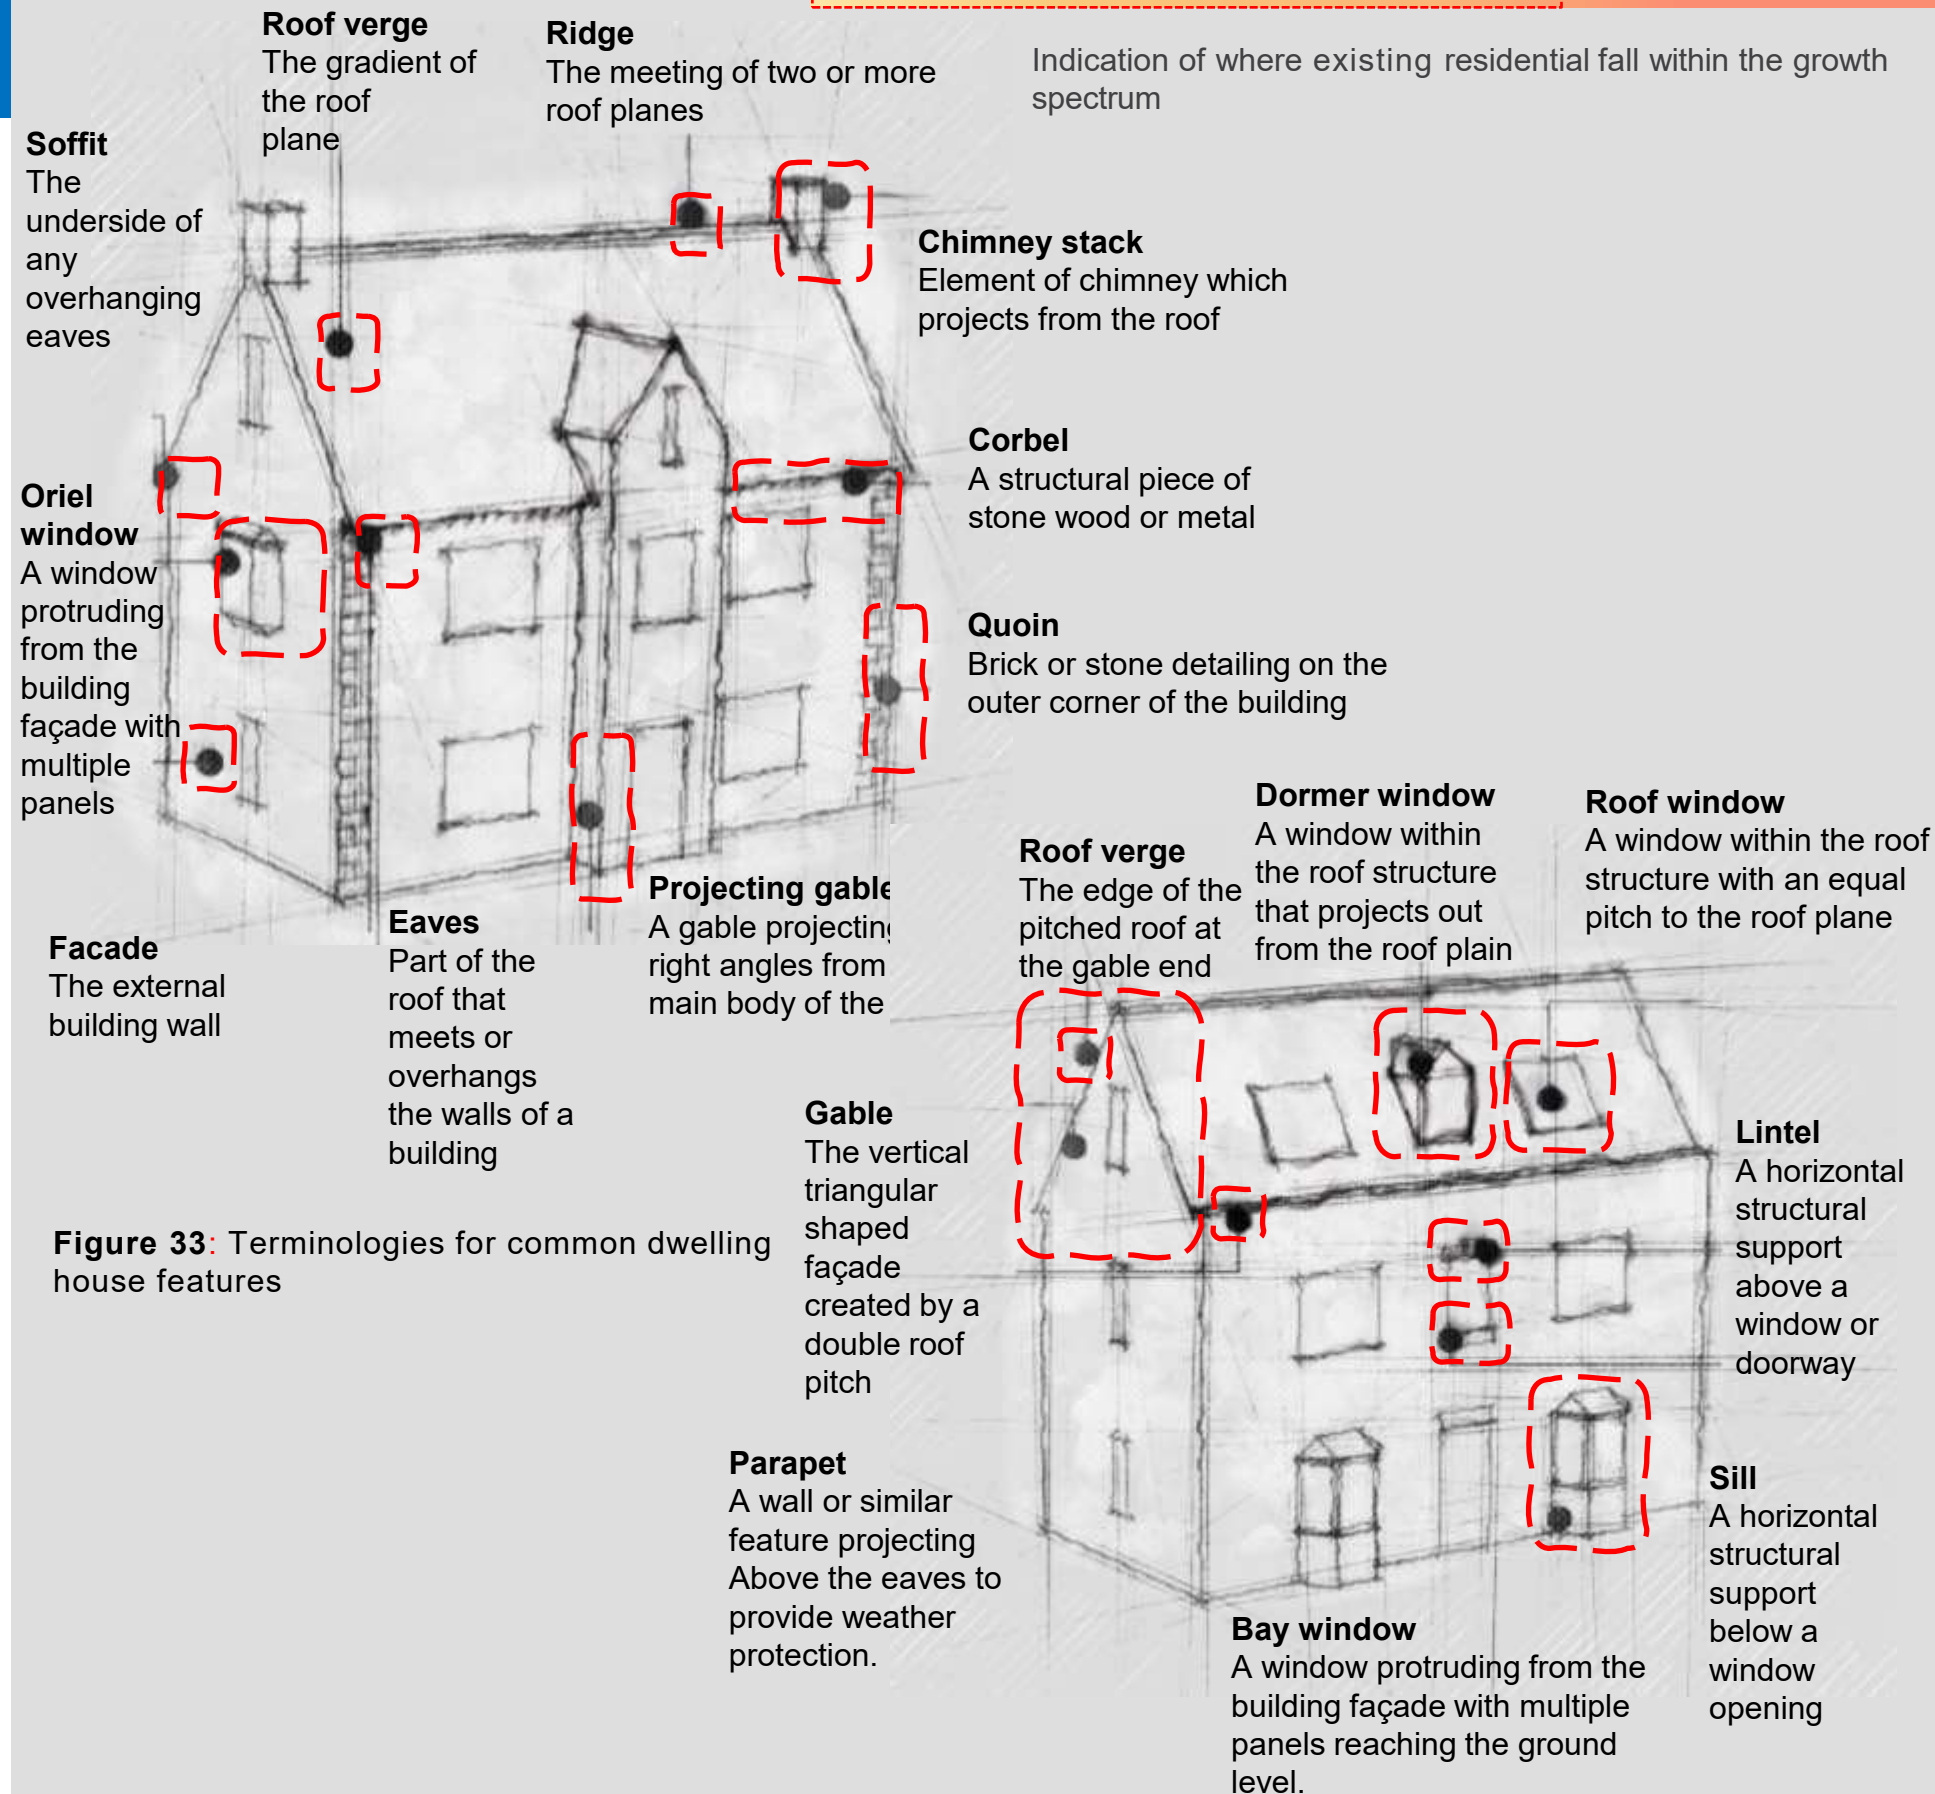 Roof verge
The gradient of
the roof
plane
Ridge
The meeting of two or more
roof planes
Indication of where existing residential fall within the growth
spectrum
Soffit
The
underside of
any
overhanging
eaves
Chimney stack
Element of chimney which
projects from the roof
Corbel
A structural piece of
stone wood or metal
Oriel
window
A window
protruding
from the
building
façade with
multiple
panels
Quoin
Brick or stone detailing on the
outer corner of the building
Facade
The external
building wall
Eaves
Part of the
roof that
meets or
overhangs
the walls of a
building
Projecting gable
A gable projecting
right angles from
main body of the
Roof verge
The edge of the
pitched roof at
the gable end
Dormer window
A window within
the roof structure
that projects out
from the roof plain
Roof window
A window within the roof
structure with an equal
pitch to the roof plane
Gable
The vertical
triangular
shaped
façade
created by a
double roof
pitch
Lintel
A horizontal
structural
support
above a
window or
doorway
Figure 33: Terminologies for common dwelling
house features
Parapet
A wall or similar
feature projecting
Above the eaves to
provide weather
protection.
Sill
A horizontal
structural
support
below a
window
opening
Bay window
A window protruding from the
building façade with multiple
panels reaching the ground
level.